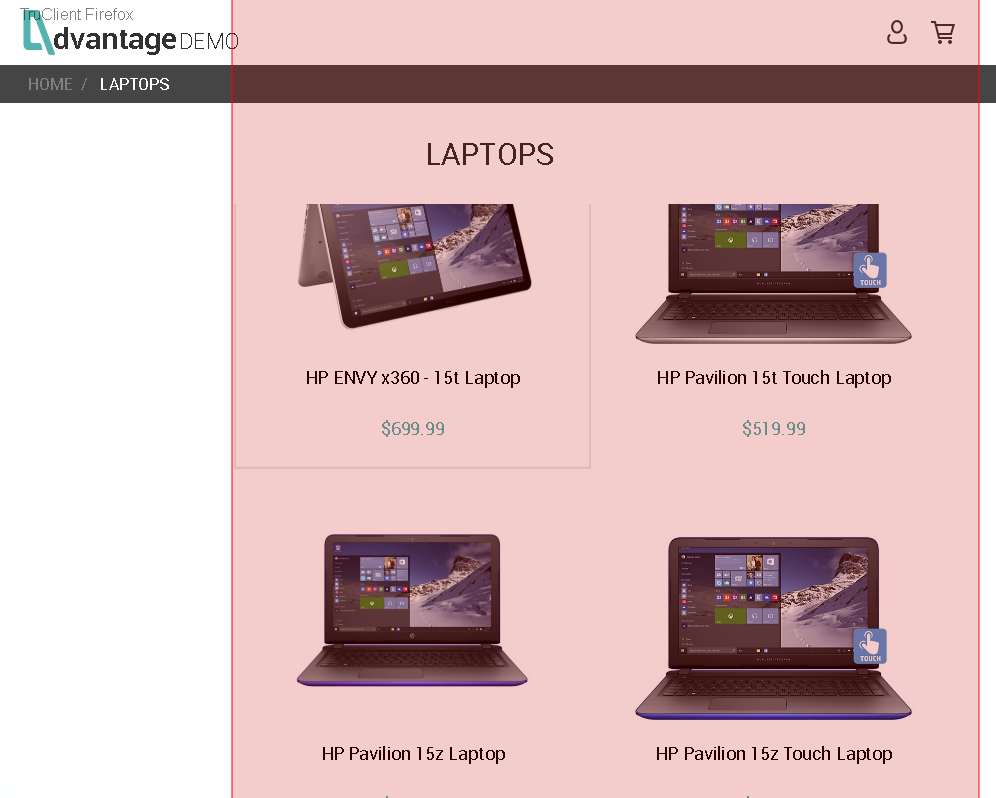 TruClient Firefox
dvantage DEMO
HOME / LAPTOPS
LAPTOPS
HP ENVY x360 - 15t Laptop
HP Pavilion 15t Touch Laptop
$699.99
$519.99
TOUCH
TOUCH
HP Pavilion 15z Laptop
HP Pavilion 15z Touch Laptop